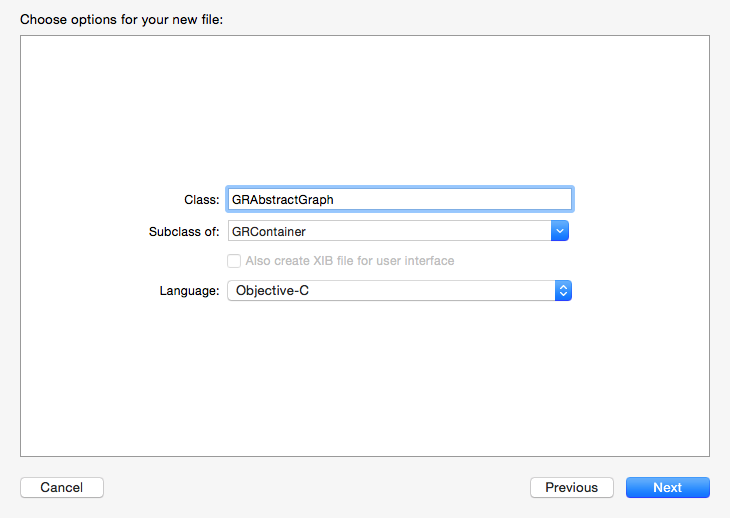 Choose options for your new file:
Class: GRAbstractGraph
Subclass of: GRContainer
Also create XIB file for user interface
Language: Objective-C
Cancel Previous Next